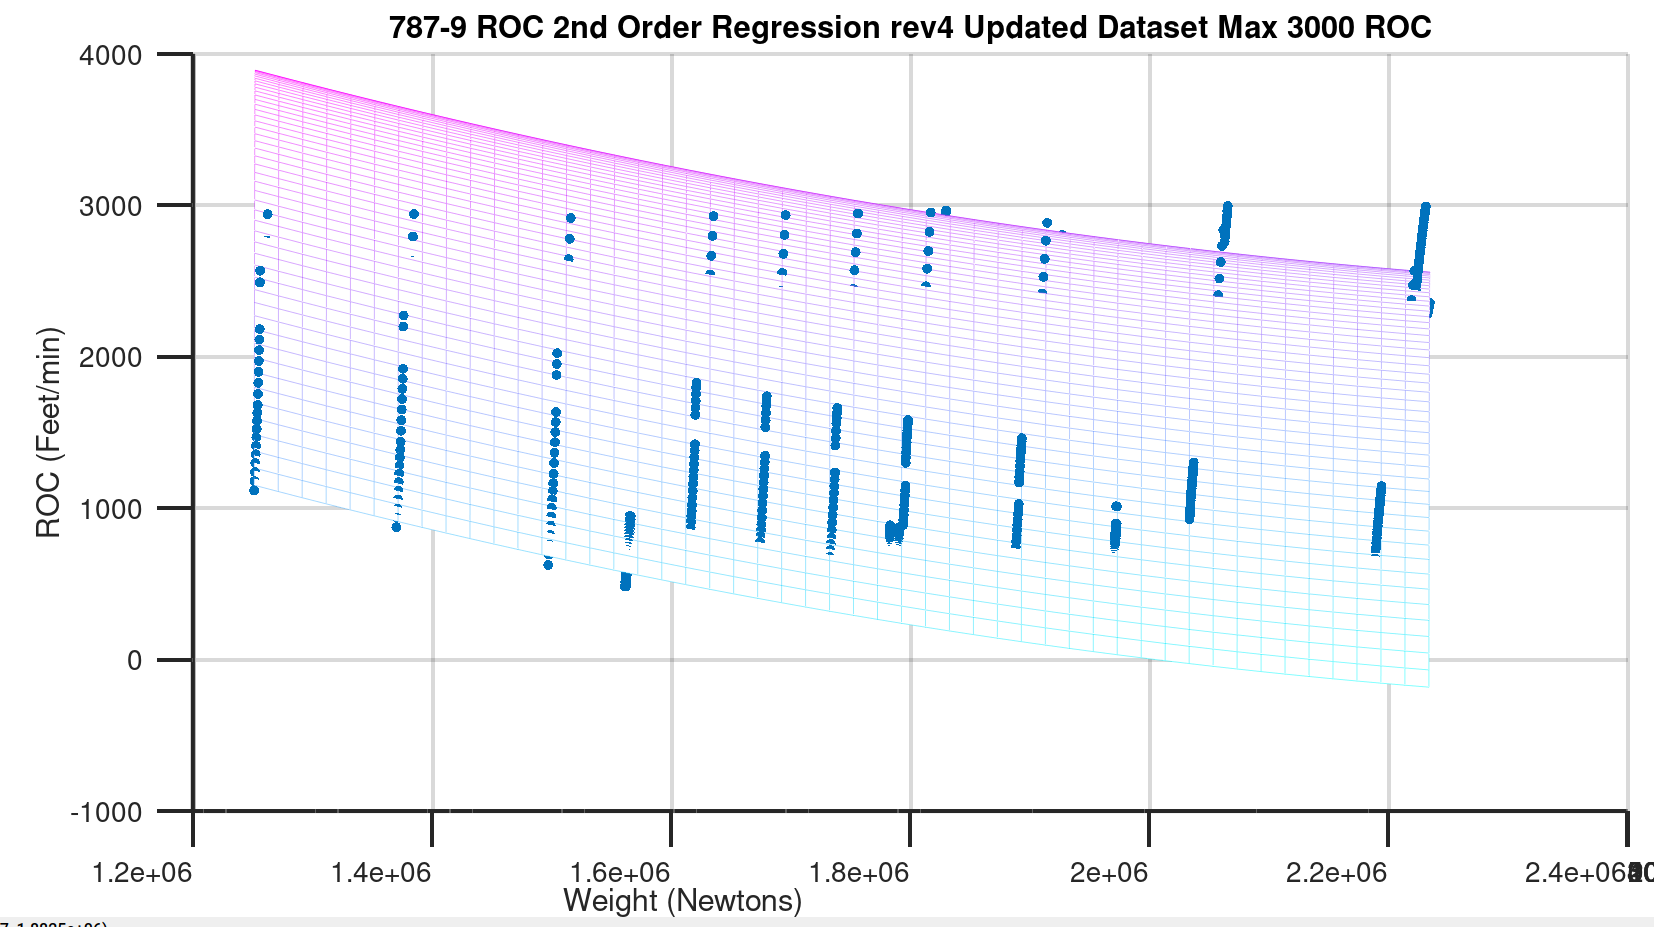 787-9 ROC 2nd Order Regression rev4 Updated Dataset Max 3000 ROC
4000
3000
2000
1000
0
-1000
ROC (Feet/min)
1.2e+06 1.4e+06 1.6e+06 1.8e+06 2e+06 2.2e+06 2.4e+06
Weight (Newtons)